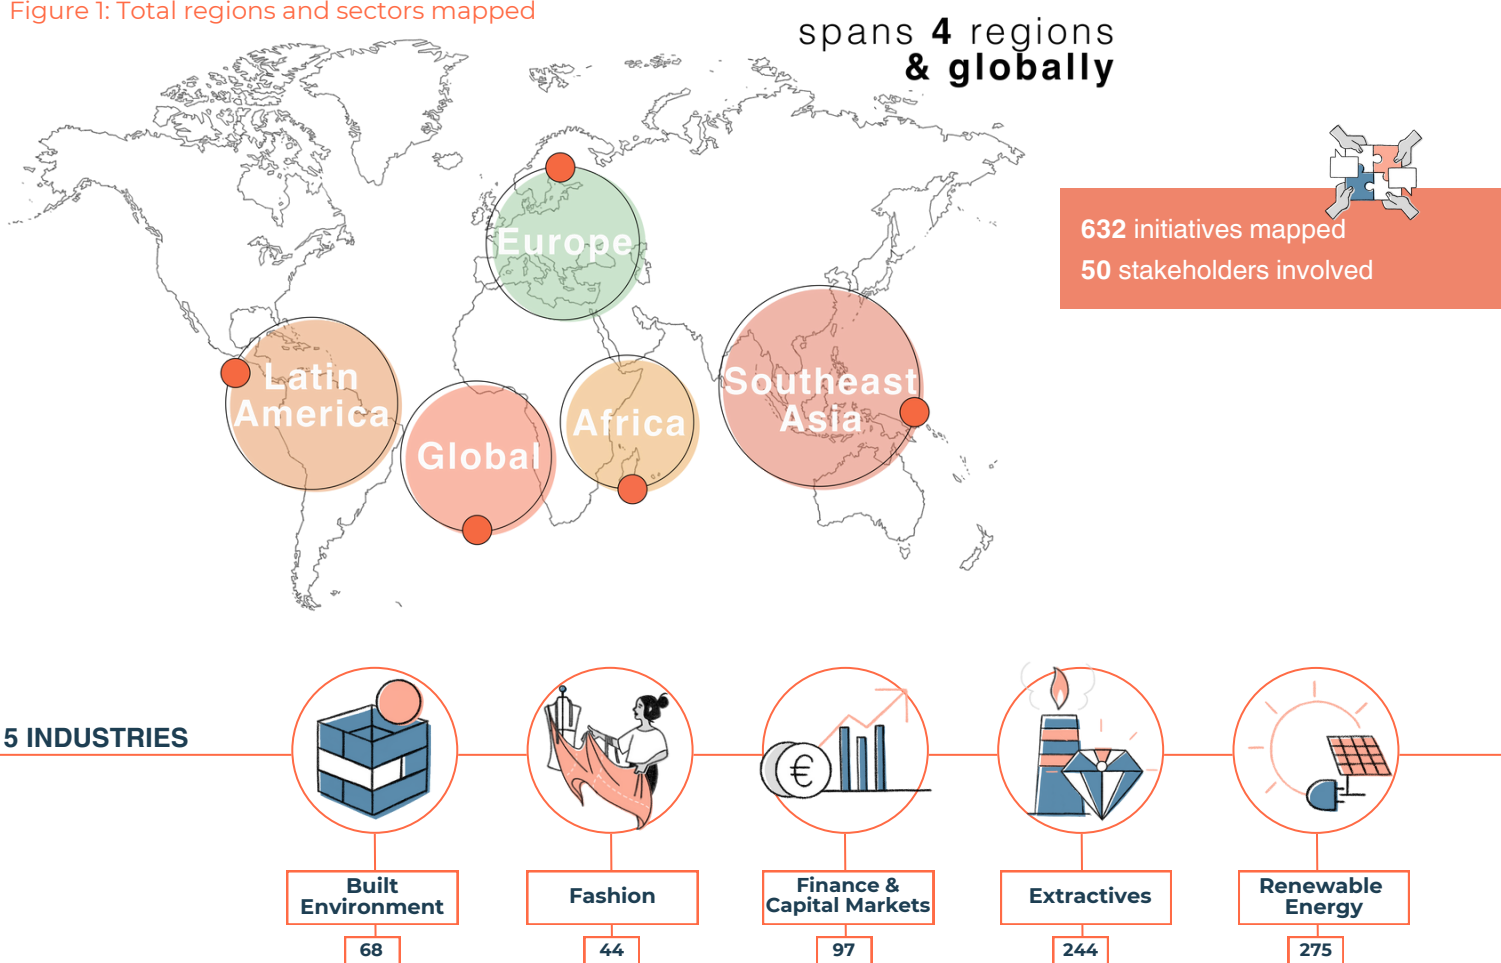 Figure 1: Total regions and sectors mapped
spans 4 regions
& globally
632 initiatives mapped
50 stakeholders involved
Europe
Latin
America
Global
Africa
Southeast
Asia
5 INDUSTRIES
€
Built
Environment
Fashion
Finance &
Capital Markets
Extractives
Renewable
Energy
68
44
97
244
275